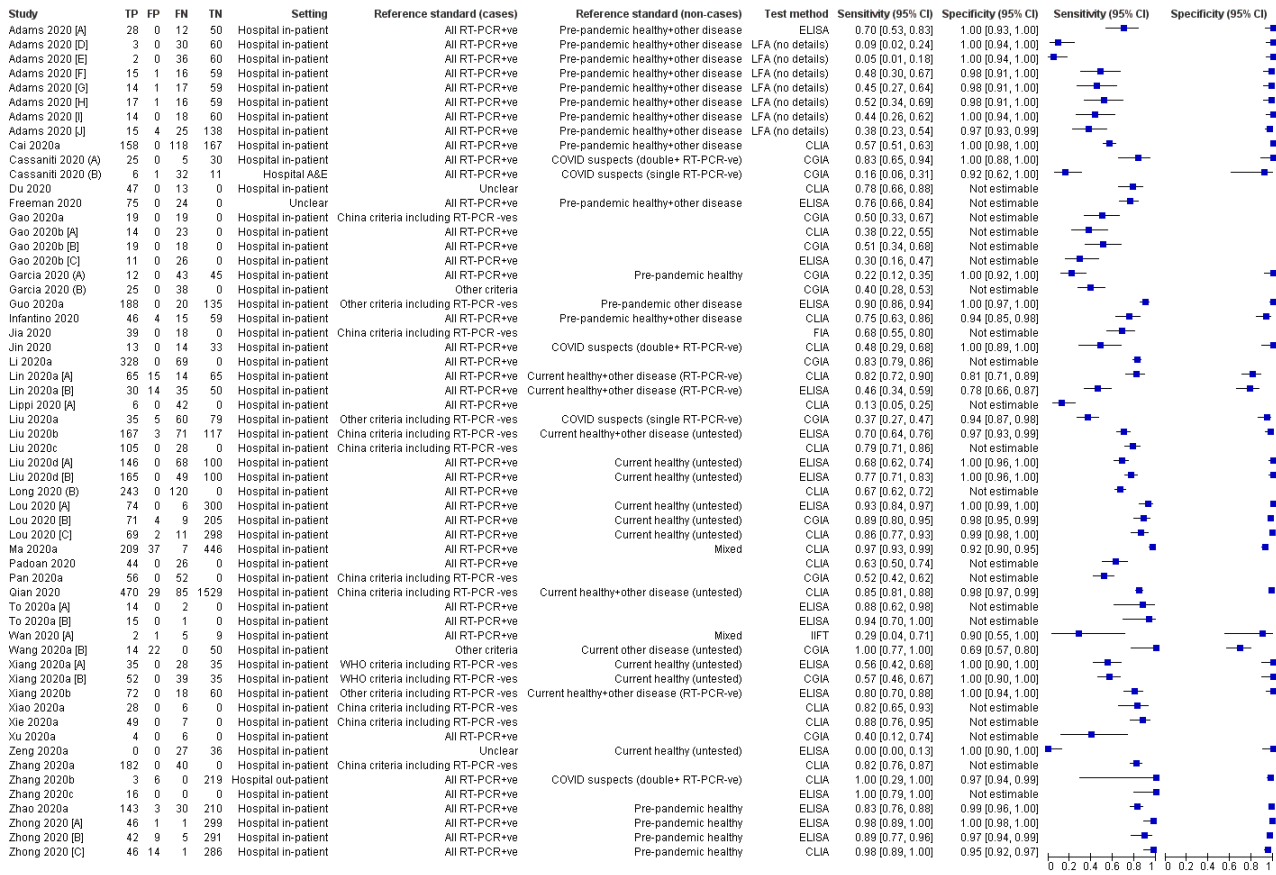 Study TP FP FN TN Setting Reference standard (cases) Reference standard (non-cases) Test method Sensitivity (95% CI) Specificity (95% CI) Sensitivity (95% CI) Specificity (95% CI)
Adams 2020 [A] 28 0 12 50 Hospital in-patient All RT-PCR+ve Pre-pandemic healthy+other disease ELISA 0.70 [0.53, 0.83] 1.00 [0.93, 1.00]
Adams 2020 [D] 3 0 30 60 Hospital in-patient All RT-PCR+ve Pre-pandemic healthy+other disease LFA (no details) 0.09 [0.02, 0.24] 1.00 [0.94, 1.00]
Adams 2020 [E] 2 0 36 60 Hospital in-patient All RT-PCR+ve Pre-pandemic healthy+other disease LFA (no details) 0.05 [0.01, 0.18] 1.00 [0.94, 1.00]
Adams 2020 [F] 15 1 16 59 Hospital in-patient All RT-PCR+ve Pre-pandemic healthy+other disease LFA (no details) 0.48 [0.30, 0.67] 0.98 [0.91, 1.00]
Adams 2020 [G] 14 1 17 59 Hospital in-patient All RT-PCR+ve Pre-pandemic healthy+other disease LFA (no details) 0.45 [0.27, 0.64] 0.98 [0.91, 1.00]
Adams 2020 [H] 17 1 16 59 Hospital in-patient All RT-PCR+ve Pre-pandemic healthy+other disease LFA (no details) 0.52 [0.34, 0.69] 0.98 [0.91, 1.00]
Adams 2020 [I] 14 0 18 60 Hospital in-patient All RT-PCR+ve Pre-pandemic healthy+other disease LFA (no details) 0.44 [0.26, 0.62] 1.00 [0.94, 1.00]
Adams 2020 [J] 15 4 25 138 Hospital in-patient All RT-PCR+ve Pre-pandemic healthy+other disease LFA (no details) 0.38 [0.23, 0.54] 0.97 [0.93, 0.99]
Cai 2020a 158 0 118 167 Hospital in-patient All RT-PCR+ve Pre-pandemic healthy+other disease CLIA 0.57 [0.51, 0.63] 1.00 [0.98, 1.00]
Cassaniti 2020 (A) 25 0 5 30 Hospital in-patient All RT-PCR+ve COVID suspects (double+ RT-PCR-ve) CGIA 0.83 [0.65, 0.94] 1.00 [0.88, 1.00]
Cassaniti 2020 (B) 6 1 32 11 Hospital A&E All RT-PCR+ve COVID suspects (single RT-PCR-ve) CGIA 0.16 [0.06, 0.31] 0.92 [0.62, 1.00]
Du 2020 47 0 13 0 Hospital in-patient Unclear CLIA 0.78 [0.66, 0.88] Not estimable
Freeman 2020 75 0 24 0 Unclear All RT-PCR+ve Pre-pandemic healthy+other disease ELISA 0.76 [0.66, 0.84] Not estimable
Gao 2020a 19 0 19 0 Hospital in-patient China criteria including RT-PCR -ves CGIA 0.50 [0.33, 0.67] Not estimable
Gao 2020b [A] 14 0 23 0 Hospital in-patient All RT-PCR+ve CLIA 0.38 [0.22, 0.55] Not estimable
Gao 2020b [B] 19 0 18 0 Hospital in-patient All RT-PCR+ve CGIA 0.51 [0.34, 0.68] Not estimable
Gao 2020b [C] 11 0 26 0 Hospital in-patient All RT-PCR+ve ELISA 0.30 [0.16, 0.47] Not estimable
Garcia 2020 (A) 12 0 43 45 Hospital in-patient All RT-PCR+ve Pre-pandemic healthy CGIA 0.22 [0.12, 0.35] 1.00 [0.92, 1.00]
Garcia 2020 (B) 25 0 38 0 Hospital in-patient Other criteria CGIA 0.40 [0.28, 0.53] Not estimable
Guo 2020a 188 0 20 135 Hospital in-patient Other criteria including RT-PCR -ves Pre-pandemic other disease ELISA 0.90 [0.86, 0.94] 1.00 [0.97, 1.00]
Infantino 2020 46 4 15 59 Hospital in-patient All RT-PCR+ve Pre-pandemic healthy+other disease CLIA 0.75 [0.63, 0.86] 0.94 [0.85, 0.98]
Jia 2020 39 0 18 0 Hospital in-patient China criteria including RT-PCR -ves FIA 0.68 [0.55, 0.80] Not estimable
Jin 2020 13 0 14 33 Hospital in-patient All RT-PCR+ve COVID suspects (double+ RT-PCR-ve) CLIA 0.48 [0.29, 0.68] 1.00 [0.89, 1.00]
Li 2020a 328 0 69 0 Hospital in-patient All RT-PCR+ve CGIA 0.83 [0.79, 0.86] Not estimable
Lin 2020a [A] 65 15 14 65 Hospital in-patient All RT-PCR+ve Current healthy+other disease (RT-PCR-ve) CLIA 0.82 [0.72, 0.90] 0.81 [0.71, 0.89]
Lin 2020a [B] 30 14 35 50 Hospital in-patient All RT-PCR+ve Current healthy+other disease (RT-PCR-ve) ELISA 0.46 [0.34, 0.59] 0.78 [0.66, 0.87]
Lippi 2020 [A] 6 0 42 0 Hospital in-patient All RT-PCR+ve CLIA 0.13 [0.05, 0.25] Not estimable
Liu 2020a 35 5 60 79 Hospital in-patient Other criteria including RT-PCR -ves COVID suspects (single RT-PCR-ve) CGIA 0.37 [0.27, 0.47] 0.94 [0.87, 0.98]
Liu 2020b 167 3 71 117 Hospital in-patient China criteria including RT-PCR -ves Current healthy+other disease (untested) ELISA 0.70 [0.64, 0.76] 0.97 [0.93, 0.99]
Liu 2020c 105 0 28 0 Hospital in-patient China criteria including RT-PCR -ves CLIA 0.79 [0.71, 0.86] Not estimable
Liu 2020d [A] 146 0 68 100 Hospital in-patient All RT-PCR+ve Current healthy (untested) ELISA 0.68 [0.62, 0.74] 1.00 [0.96, 1.00]
Liu 2020d [B] 165 0 49 100 Hospital in-patient All RT-PCR+ve Current healthy (untested) ELISA 0.77 [0.71, 0.83] 1.00 [0.96, 1.00]
Long 2020 (B) 243 0 120 0 Hospital in-patient All RT-PCR+ve CLIA 0.67 [0.62, 0.72] Not estimable
Lou 2020 [A] 74 0 6 300 Hospital in-patient All RT-PCR+ve Current healthy (untested) ELISA 0.93 [0.84, 0.97] 1.00 [0.99, 1.00]
Lou 2020 [B] 71 4 9 205 Hospital in-patient All RT-PCR+ve Current healthy (untested) CGIA 0.89 [0.80, 0.95] 0.98 [0.95, 0.99]
Lou 2020 [C] 69 2 11 298 Hospital in-patient All RT-PCR+ve Current healthy (untested) CLIA 0.86 [0.77, 0.93] 0.99 [0.98, 1.00]
Ma 2020a 209 37 7 446 Hospital in-patient All RT-PCR+ve Mixed CLIA 0.97 [0.93, 0.99] 0.92 [0.90, 0.95]
Padoan 2020 44 0 26 0 Hospital in-patient All RT-PCR+ve CLIA 0.63 [0.50, 0.74] Not estimable
Pan 2020a 56 0 52 0 Hospital in-patient China criteria including RT-PCR -ves CGIA 0.52 [0.42, 0.62] Not estimable
Qian 2020 470 29 85 1529 Hospital in-patient China criteria including RT-PCR -ves Current healthy+other disease (untested) CLIA 0.85 [0.81, 0.88] 0.98 [0.97, 0.99]
To 2020a [A] 14 0 2 0 Hospital in-patient All RT-PCR+ve ELISA 0.88 [0.62, 0.98] Not estimable
To 2020a [B] 15 0 1 0 Hospital in-patient All RT-PCR+ve ELISA 0.94 [0.70, 1.00] Not estimable
Wan 2020 [A] 2 1 5 9 Hospital in-patient All RT-PCR+ve Mixed IIFT 0.29 [0.04, 0.71] 0.90 [0.55, 1.00]
Wang 2020a [B] 14 22 0 50 Hospital in-patient Other criteria Current other disease (untested) CGIA 1.00 [0.77, 1.00] 0.69 [0.57, 0.80]
Xiang 2020a [A] 35 0 28 35 Hospital in-patient WHO criteria including RT-PCR -ves Current healthy (untested) ELISA 0.56 [0.42, 0.68] 1.00 [0.90, 1.00]
Xiang 2020a [B] 52 0 39 35 Hospital in-patient WHO criteria including RT-PCR -ves Current healthy (untested) CGIA 0.57 [0.46, 0.67] 1.00 [0.90, 1.00]
Xiang 2020b 72 0 18 60 Hospital in-patient Other criteria including RT-PCR -ves Current healthy+other disease (RT-PCR-ve) ELISA 0.80 [0.70, 0.88] 1.00 [0.94, 1.00]
Xiao 2020a 28 0 6 0 Hospital in-patient All RT-PCR+ve CLIA 0.82 [0.65, 0.93] Not estimable
Xie 2020a 49 0 7 0 Hospital in-patient China criteria including RT-PCR -ves CLIA 0.88 [0.76, 0.95] Not estimable
Xu 2020a 4 0 6 0 Hospital in-patient All RT-PCR+ve CGIA 0.40 [0.12, 0.74] Not estimable
Zeng 2020a 0 0 27 36 Hospital in-patient Unclear Current healthy (untested) ELISA 0.00 [0.00, 0.13] 1.00 [0.90, 1.00]
Zhang 2020a 182 0 40 0 Hospital in-patient China criteria including RT-PCR -ves CLIA 0.82 [0.76, 0.87] Not estimable
Zhang 2020b 3 6 0 219 Hospital out-patient All RT-PCR+ve COVID suspects (double+ RT-PCR-ve) CLIA 1.00 [0.29, 1.00] 0.97 [0.94, 0.99]
Zhang 2020c 16 0 0 0 Hospital in-patient All RT-PCR+ve ELISA 1.00 [0.79, 1.00] Not estimable
Zhao 2020a 143 3 30 210 Hospital in-patient All RT-PCR+ve Pre-pandemic healthy ELISA 0.83 [0.76, 0.88] 0.99 [0.96, 1.00]
Zhong 2020 [A] 46 1 1 299 Hospital in-patient All RT-PCR+ve Pre-pandemic healthy ELISA 0.98 [0.89, 1.00] 1.00 [0.98, 1.00]
Zhong 2020 [B] 42 9 5 291 Hospital in-patient All RT-PCR+ve Pre-pandemic healthy ELISA 0.89 [0.77, 0.96] 0.97 [0.94, 0.99]
Zhong 2020 [C] 46 14 1 286 Hospital in-patient All RT-PCR+ve Pre-pandemic healthy CLIA 0.98 [0.89, 1.00] 0.95 [0.92, 0.97]
0 0.2 0.4 0.6 0.8 1 0 0.2 0.4 0.6 0.8 1